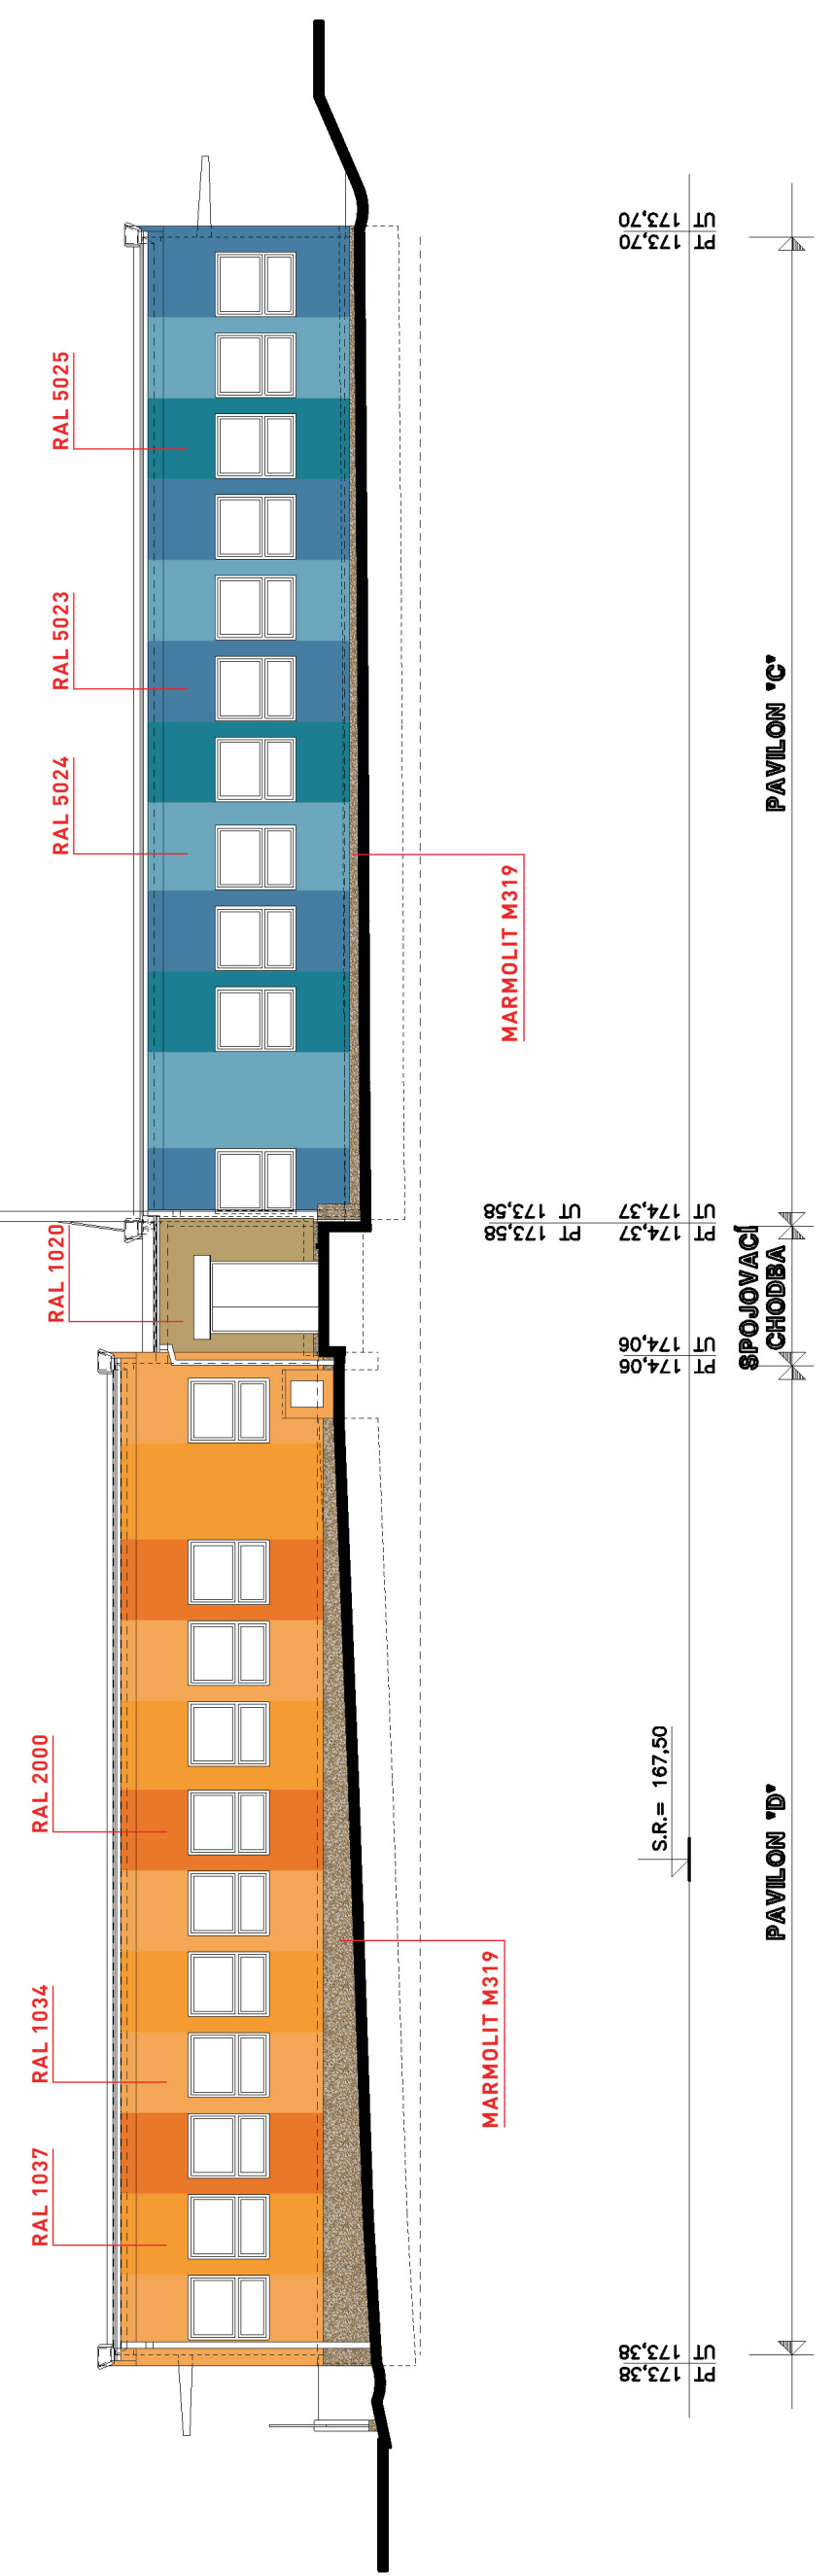 RAL 1037
RAL 1034
RAL 2000
RAL 1020
RAL 5024
RAL 5023
RAL 5025
MARMOLIT M319
MARMOLIT M319
S.R.= 167,50
PT 173,38
UT 173,38
PT 174,06
UT 174,06
PT 173,58
UT 173,58
PT 174,37
UT 174,37
PT 173,70
UT 173,70
PAVILON "D"
SPOJOVACÍ
CHODBA
PAVILON "C"